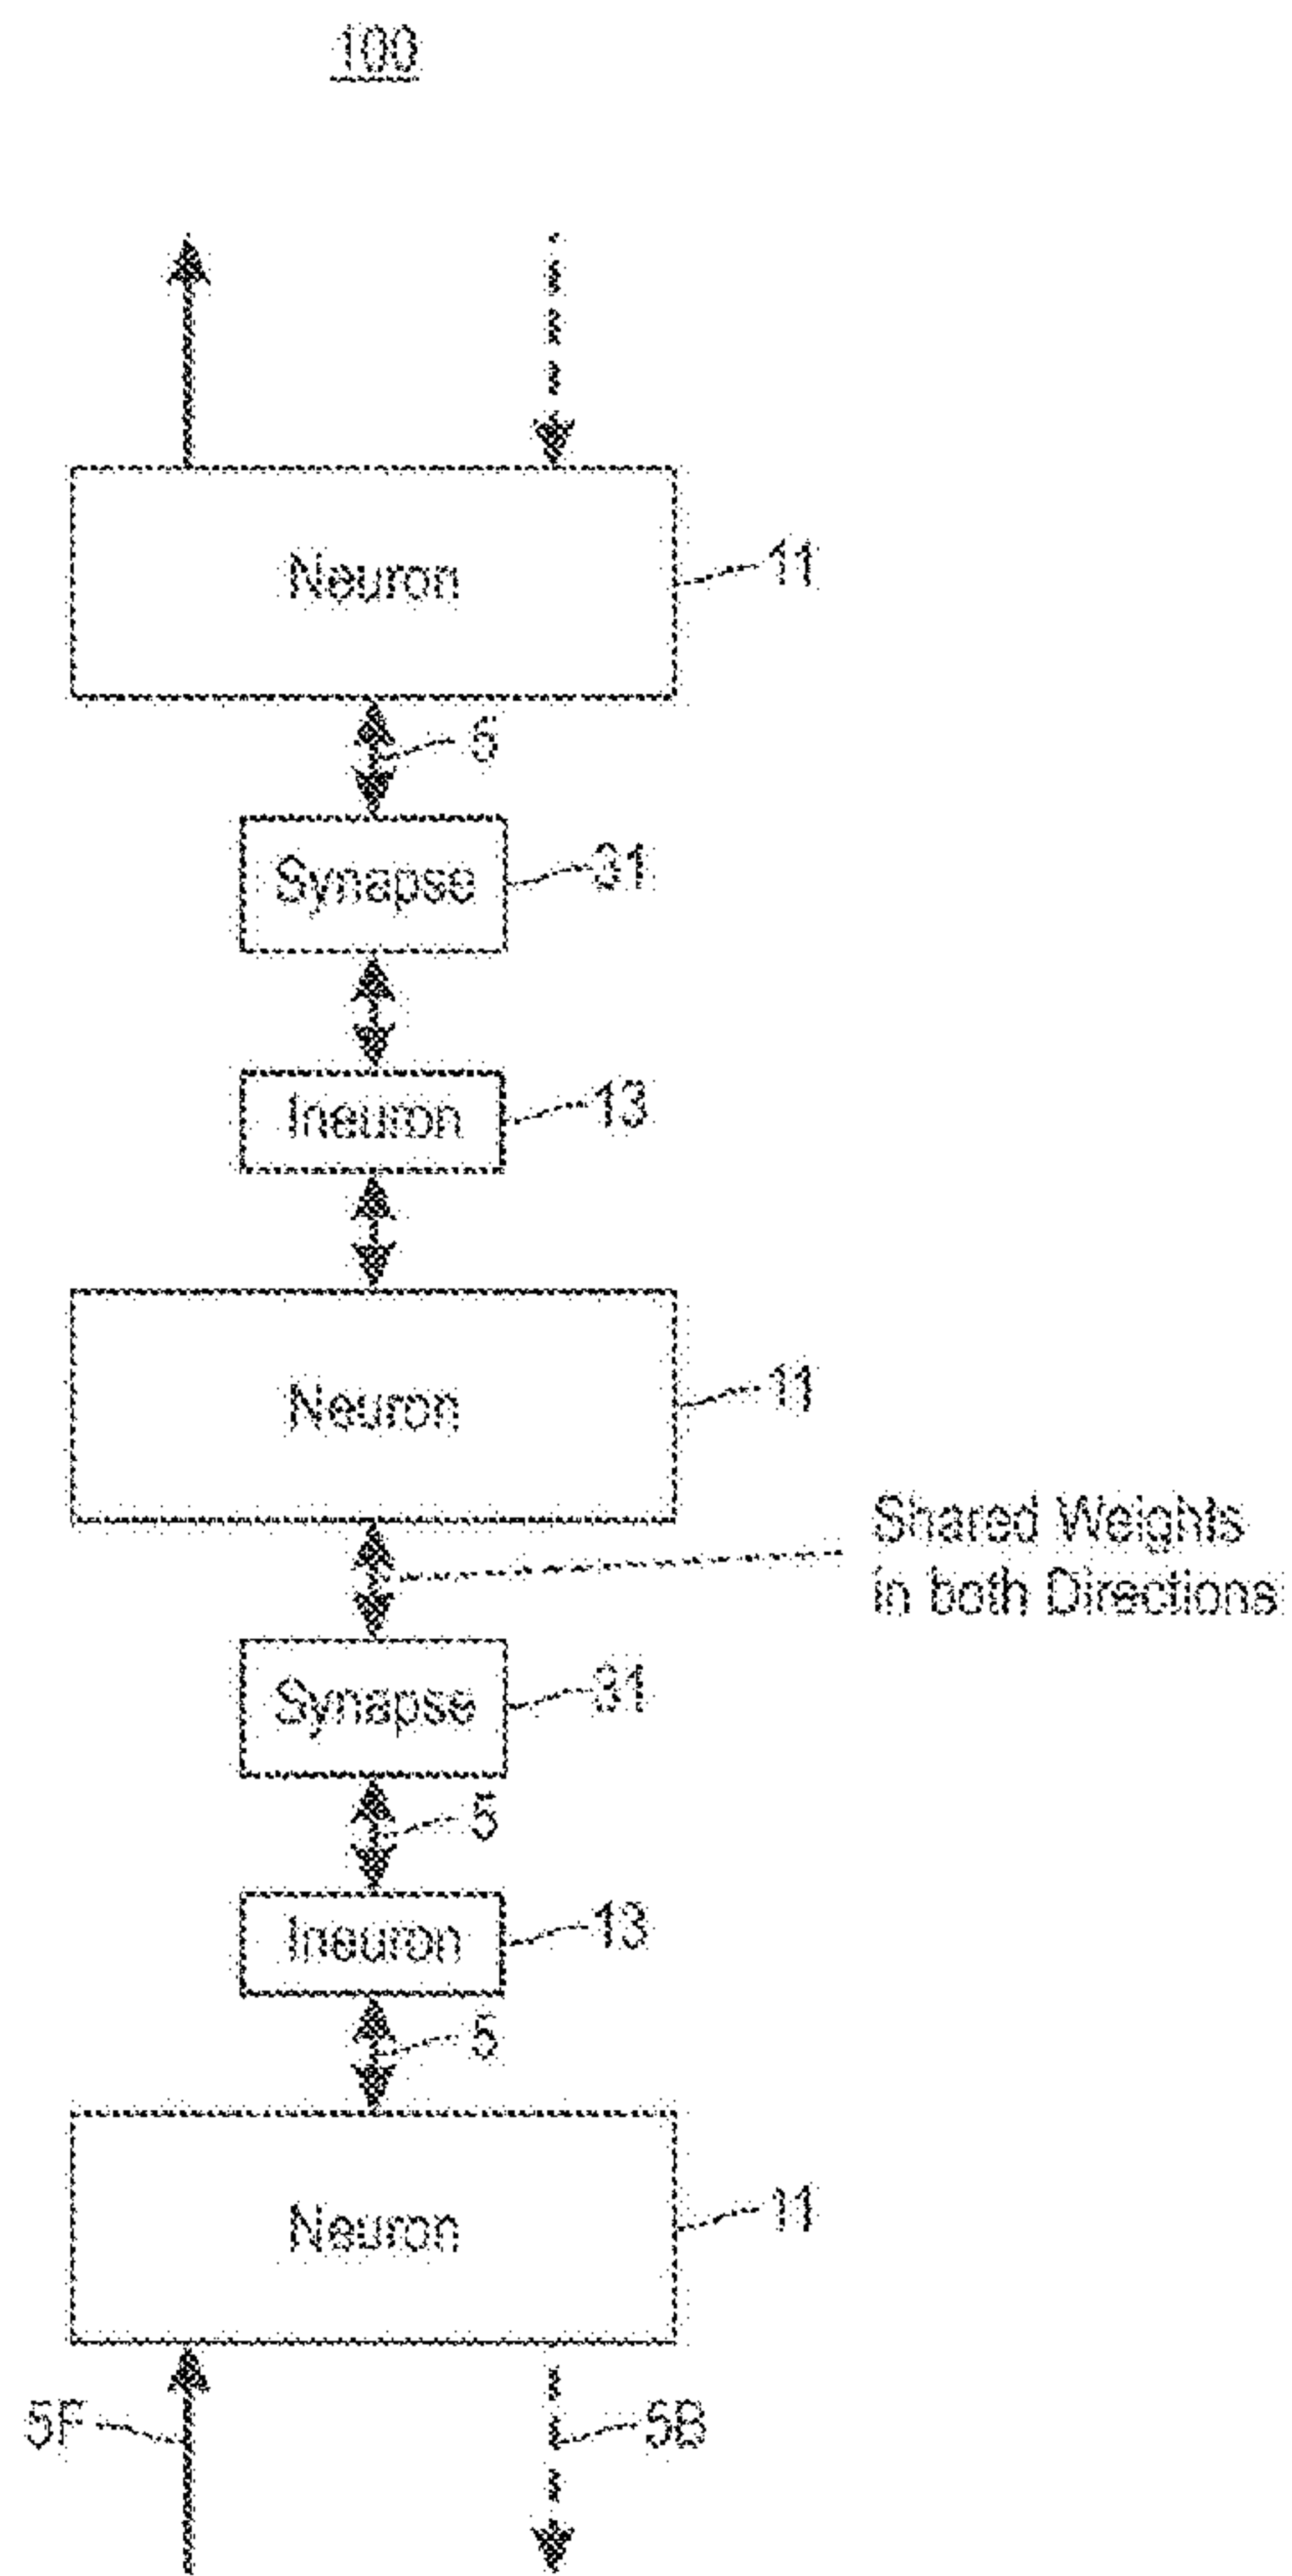 100
Neuron
11
5
Synapse
31
Ineuron
13
Neuron
11
Shared Weights
in both Directions
Synapse
31
5
Ineuron
13
5
Neuron
11
5F
5B